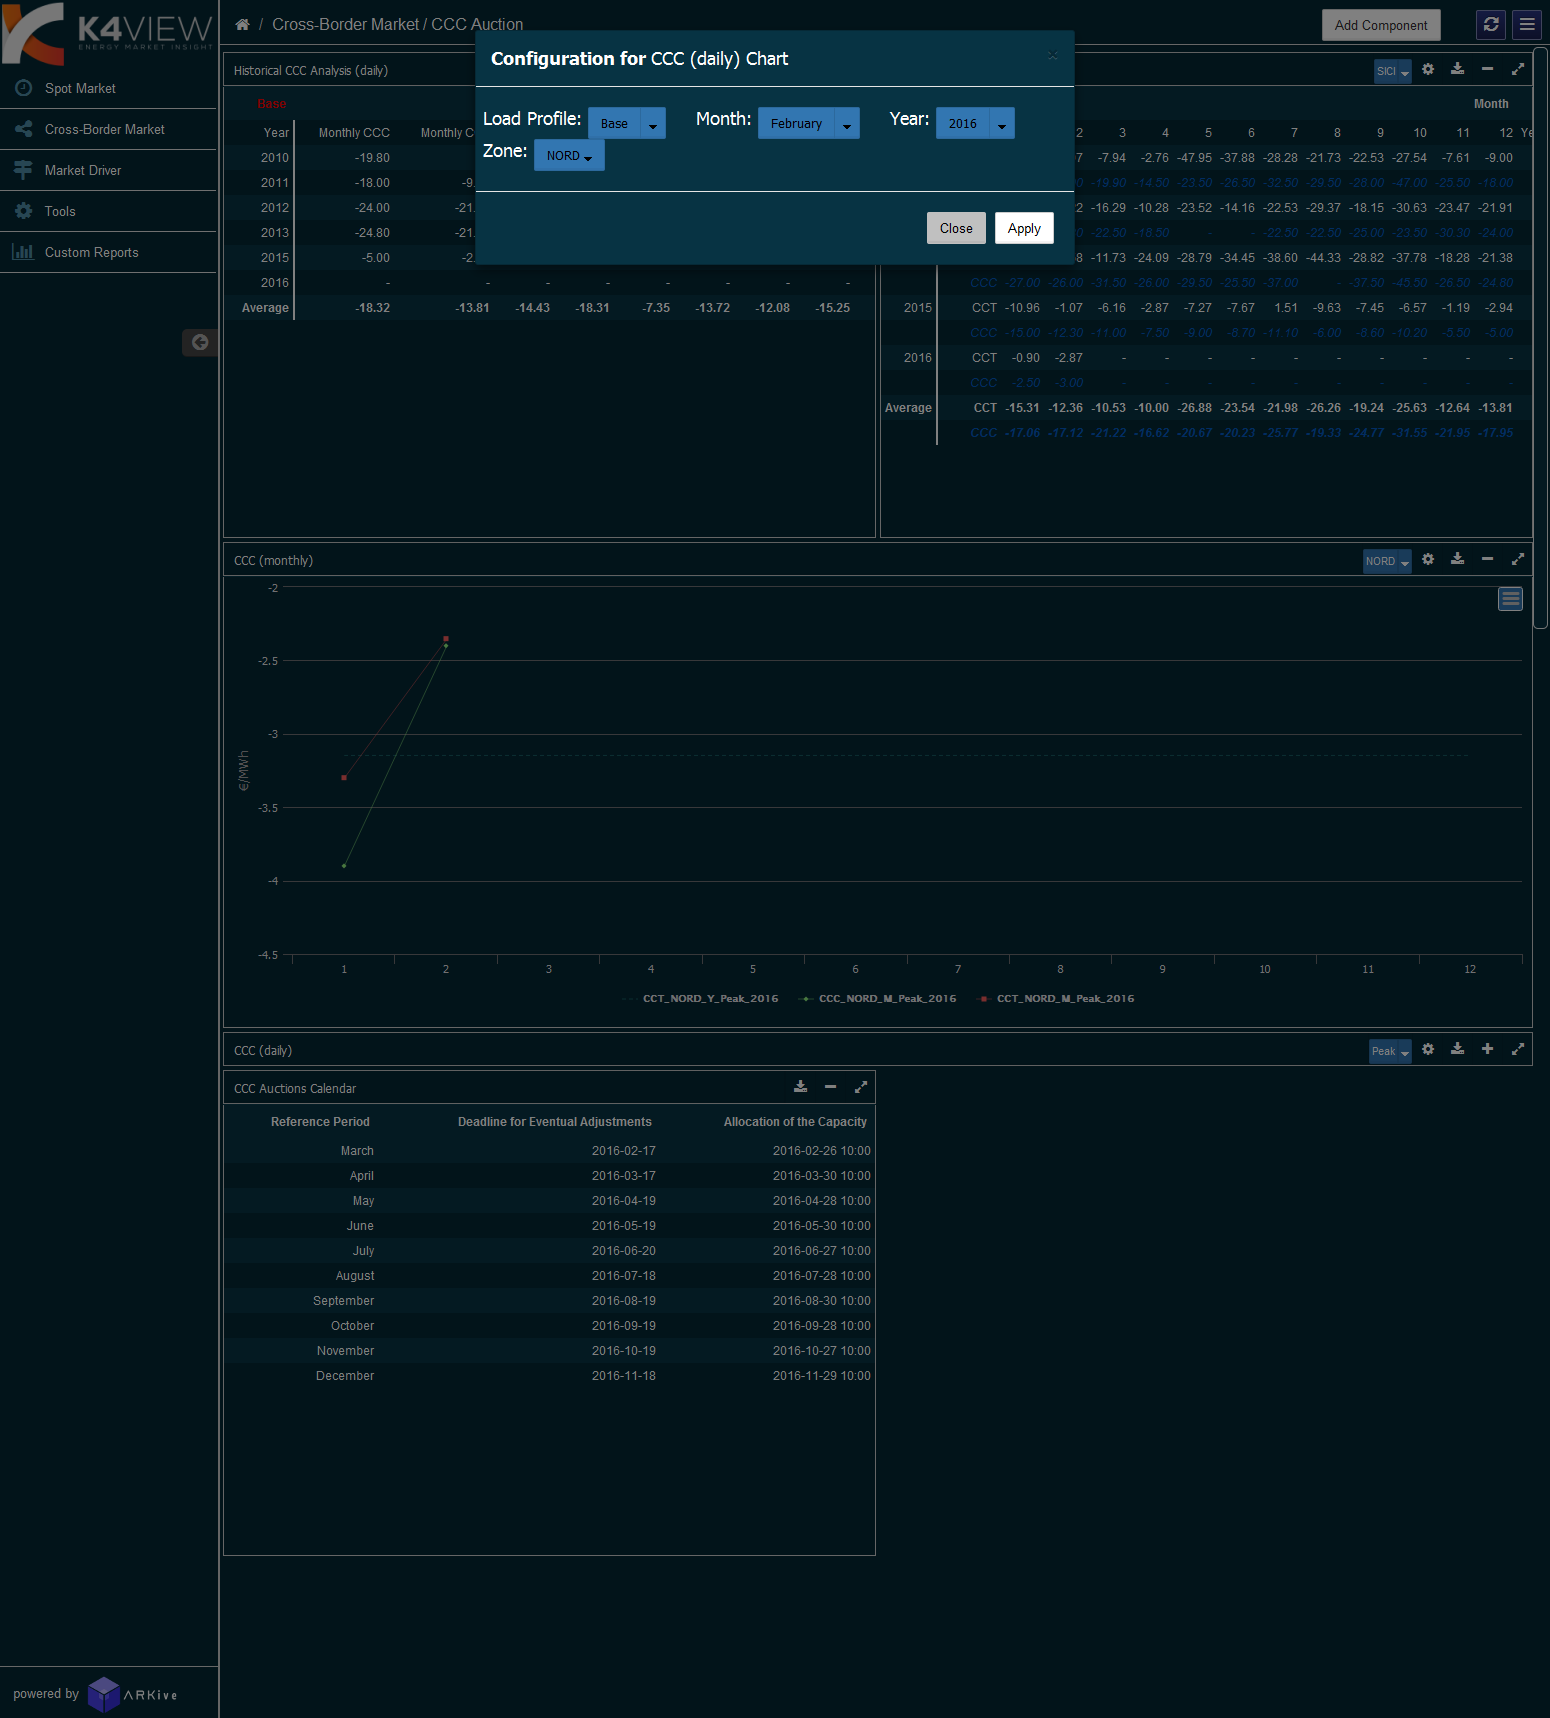 K4VIEW
ENERGY MARKET INSIGHT
/ Cross-Border Market / CCC Auction
Add Component
Spot Market
Cross-Border Market
Market Driver
Tools
Custom Reports
Configuration for CCC (daily) Chart
×
Load Profile: Base Month: February Year: 2016
Zone: NORD
Close Apply
Historical CCC Analysis (daily)
Base
Year Monthly CCC
2010 -19.80
2011 -18.00 -9.
2012 -24.00 -21.
2013 -24.80 -21.
2015 -5.00 -2.
2016 - - - - - - - -
Average -18.32 -13.81 -14.43 -18.31 -7.35 -13.72 -12.08 -15.25
SICI
Month
2 3 4 5 6 7 8 9 10 11 12
-7.94 -2.76 -47.95 -37.88 -28.28 -21.73 -22.53 -27.54 -7.61 -9.00
-19.90 -14.50 -23.50 -26.50 -32.50 -29.50 -28.00 -47.00 -25.50 -18.00
-16.29 -10.28 -23.52 -14.16 -22.53 -29.37 -18.15 -30.63 -23.47 -21.91
-22.50 -18.50 - - -22.50 -22.50 -25.00 -23.50 -30.30 -24.00
-11.73 -24.09 -28.79 -34.45 -38.60 -44.33 -28.82 -37.78 -18.28 -21.38
CCC -27.00 -26.00 -31.50 -26.00 -29.50 -25.50 -37.00 - -37.50 -45.50 -26.50 -24.80
2015 CCT -10.96 -1.07 -6.16 -2.87 -7.27 -7.67 1.51 -9.63 -7.45 -6.57 -1.19 -2.94
CCC -15.00 -12.30 -11.00 -7.50 -9.00 -8.70 -11.10 -6.00 -8.60 -10.20 -5.50 -5.00
2016 CCT -0.90 -2.87 - - - - - - - - - -
CCC -2.50 -3.00 - - - - - - - - - -
Average CCT -15.31 -12.36 -10.53 -10.00 -26.88 -23.54 -21.98 -26.26 -19.24 -25.63 -12.64 -13.81
CCC -17.06 -17.12 -21.22 -16.62 -20.67 -20.23 -25.77 -19.33 -24.77 -31.55 -21.95 -17.95
CCC (monthly)
NORD
-2
-2.5
-3
-3.5
-4
-4.5
€/MWh
1 2 3 4 5 6 7 8 9 10 11 12
CCT_NORD_Y_Peak_2016 CCC_NORD_M_Peak_2016 CCT_NORD_M_Peak_2016
CCC (daily)
Peak
CCC Auctions Calendar
Reference Period Deadline for Eventual Adjustments Allocation of the Capacity
March 2016-02-17 2016-02-26 10:00
April 2016-03-17 2016-03-30 10:00
May 2016-04-19 2016-04-28 10:00
June 2016-05-19 2016-05-30 10:00
July 2016-06-20 2016-06-27 10:00
August 2016-07-18 2016-07-28 10:00
September 2016-08-19 2016-08-30 10:00
October 2016-09-19 2016-09-28 10:00
November 2016-10-19 2016-10-27 10:00
December 2016-11-18 2016-11-29 10:00
powered by ARKive